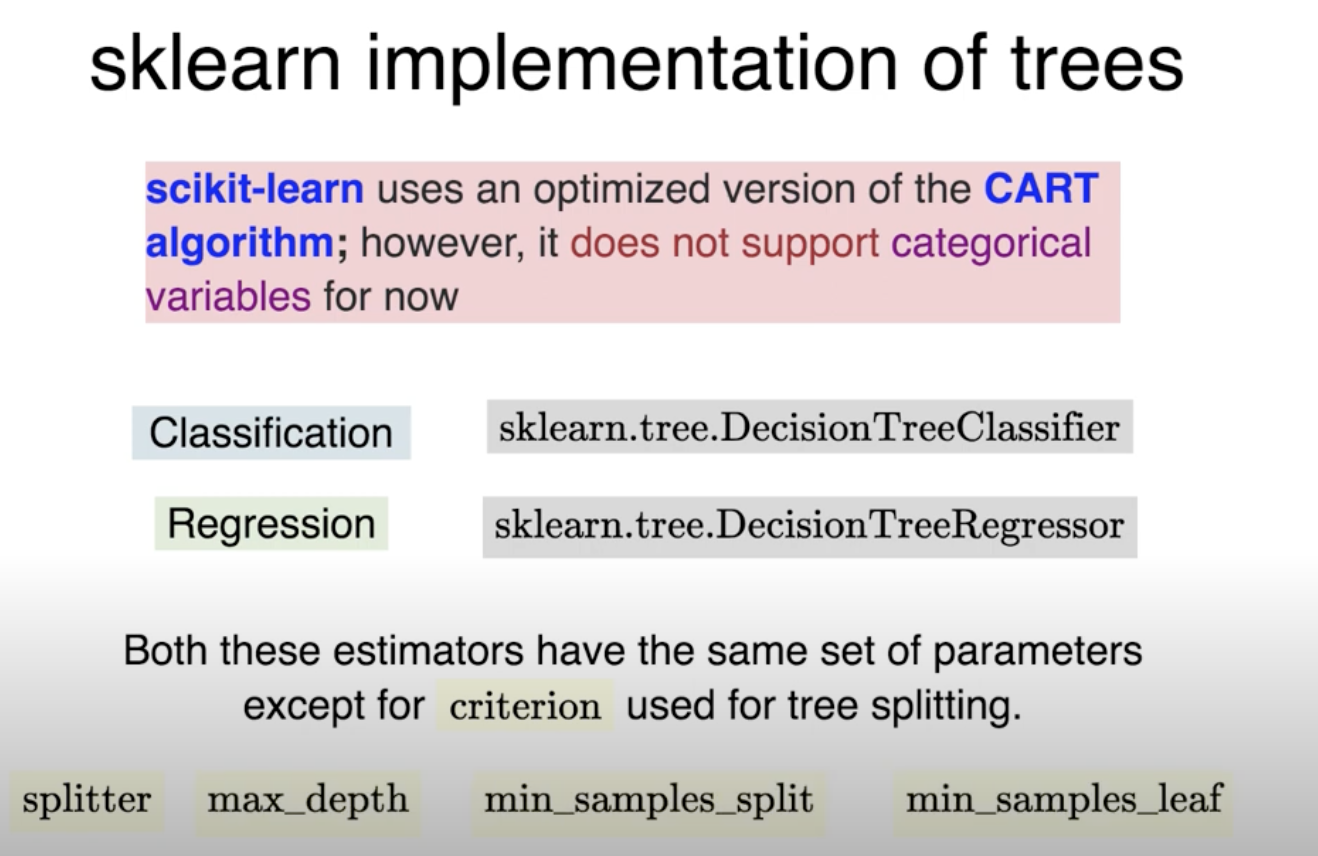 sklearn implementation of trees
scikit-learn uses an optimized version of the CART
algorithm; however, it does not support categorical
variables for now
Classification sklearn.tree.DecisionTreeClassifier
Regression sklearn.tree.DecisionTreeRegressor
Both these estimators have the same set of parameters
except for criterion used for tree splitting.
splitter max_depth min_samples_split min_samples_leaf